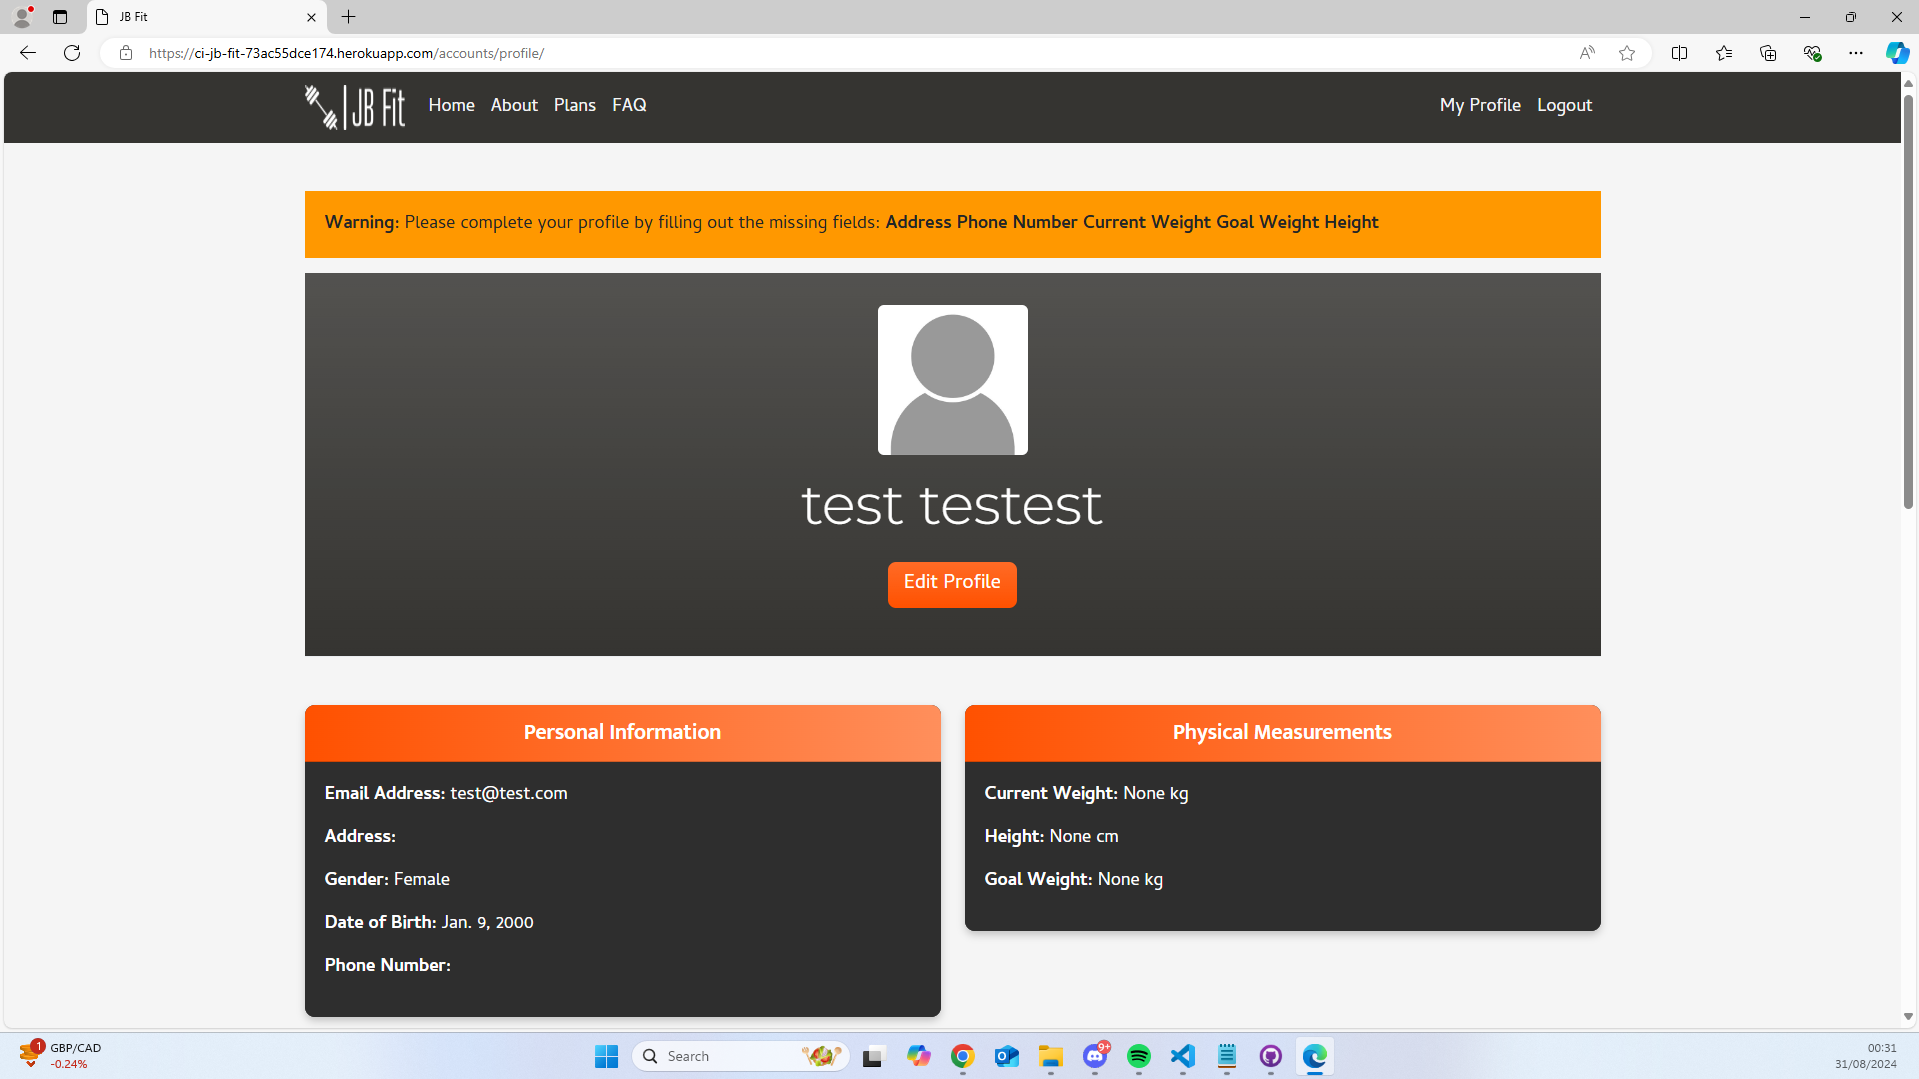 JB Fit
https://ci-jb-fit-73ac55dce174.herokuapp.com/accounts/profile/
JB Fit Home About Plans FAQ My Profile Logout
Warning: Please complete your profile by filling out the missing fields: Address Phone Number Current Weight Goal Weight Height
test testest
Edit Profile
Personal Information
Email Address: test@test.com
Address:
Gender: Female
Date of Birth: Jan. 9, 2000
Phone Number:
Physical Measurements
Current Weight: None kg
Height: None cm
Goal Weight: None kg
1 GBP/CAD
-0.24%
Search
9+
00:31
31/08/2024